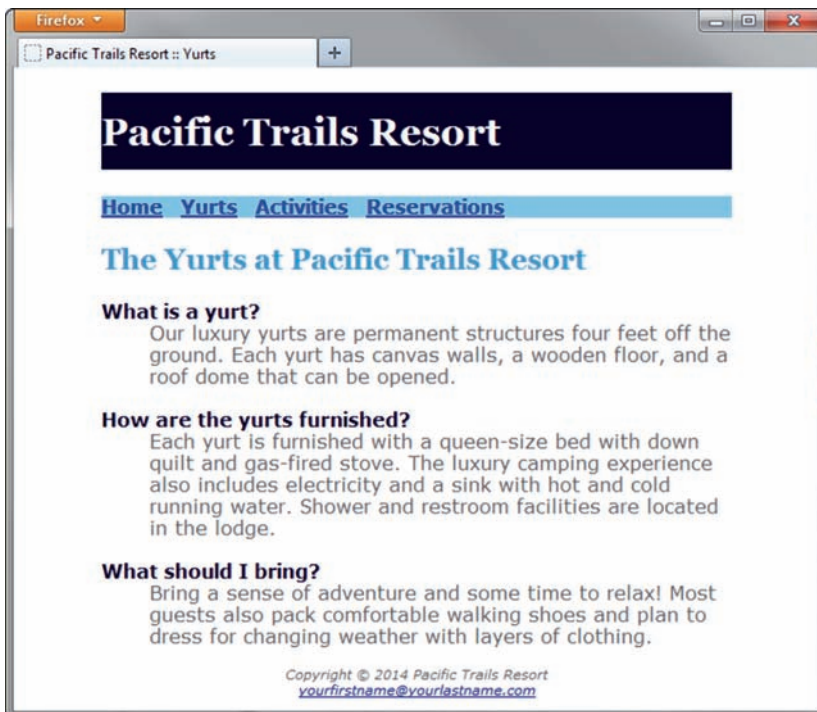 Firefox
Pacific Trails Resort :: Yurts
Pacific Trails Resort
Home Yurts Activities Reservations
The Yurts at Pacific Trails Resort
What is a yurt?
Our luxury yurts are permanent structures four feet off the
ground. Each yurt has canvas walls, a wooden floor, and a
roof dome that can be opened.
How are the yurts furnished?
Each yurt is furnished with a queen-size bed with down
quilt and gas-fired stove. The luxury camping experience
also includes electricity and a sink with hot and cold
running water. Shower and restroom facilities are located
in the lodge.
What should I bring?
Bring a sense of adventure and some time to relax! Most
guests also pack comfortable walking shoes and plan to
dress for changing weather with layers of clothing.
Copyright © 2014 Pacific Trails Resort
yourfirstname@yourlastname.com